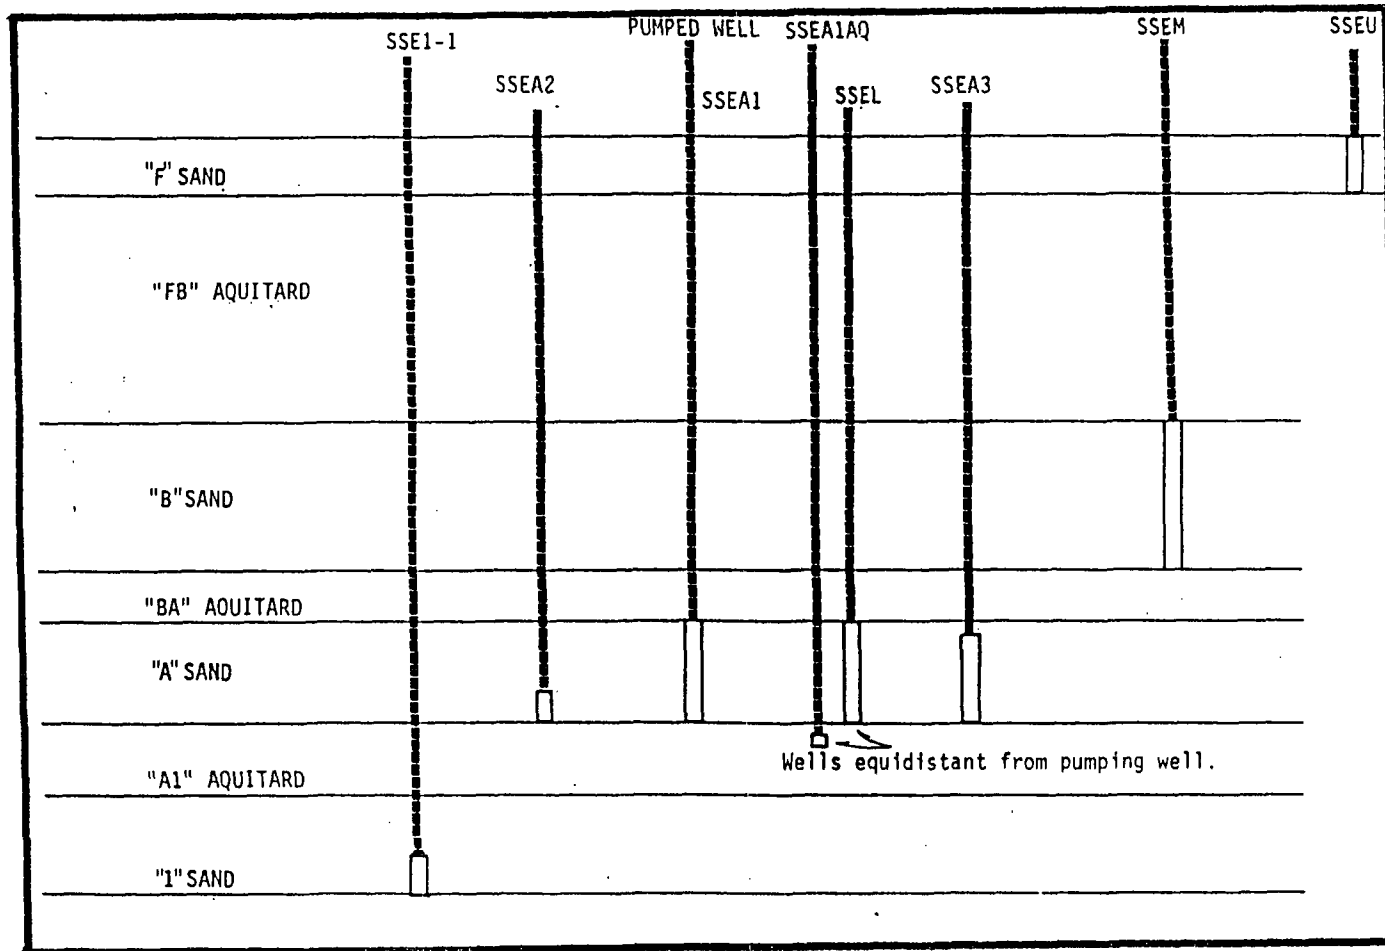 PUMPED WELL
SSEA1AQ
SSEM
SSEU
SSE1-1
SSEA2
SSEA1
SSEL
SSEA3
"F" SAND
"FB" AQUITARD
"B"SAND
"BA" AQUITARD
"A" SAND
Wells equidistant from pumping well.
"A1" AQUITARD
"1" SAND